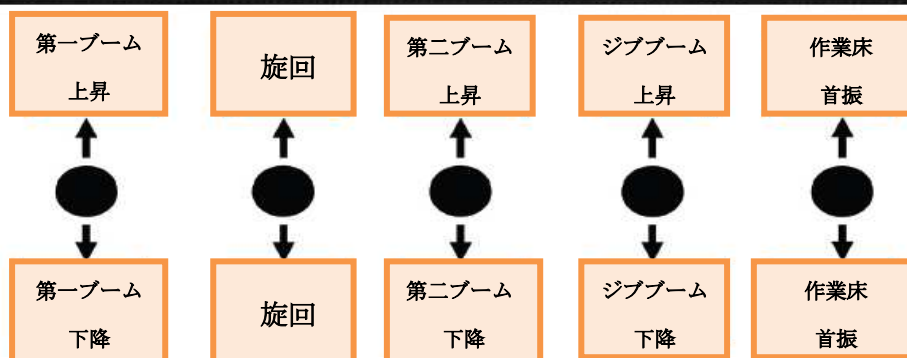 第一ブーム
上昇
旋回
第二ブーム
上昇
ジブブーム
上昇
作業床
首振
第一ブーム
下降
旋回
第二ブーム
下降
ジブブーム
下降
作業床
首振